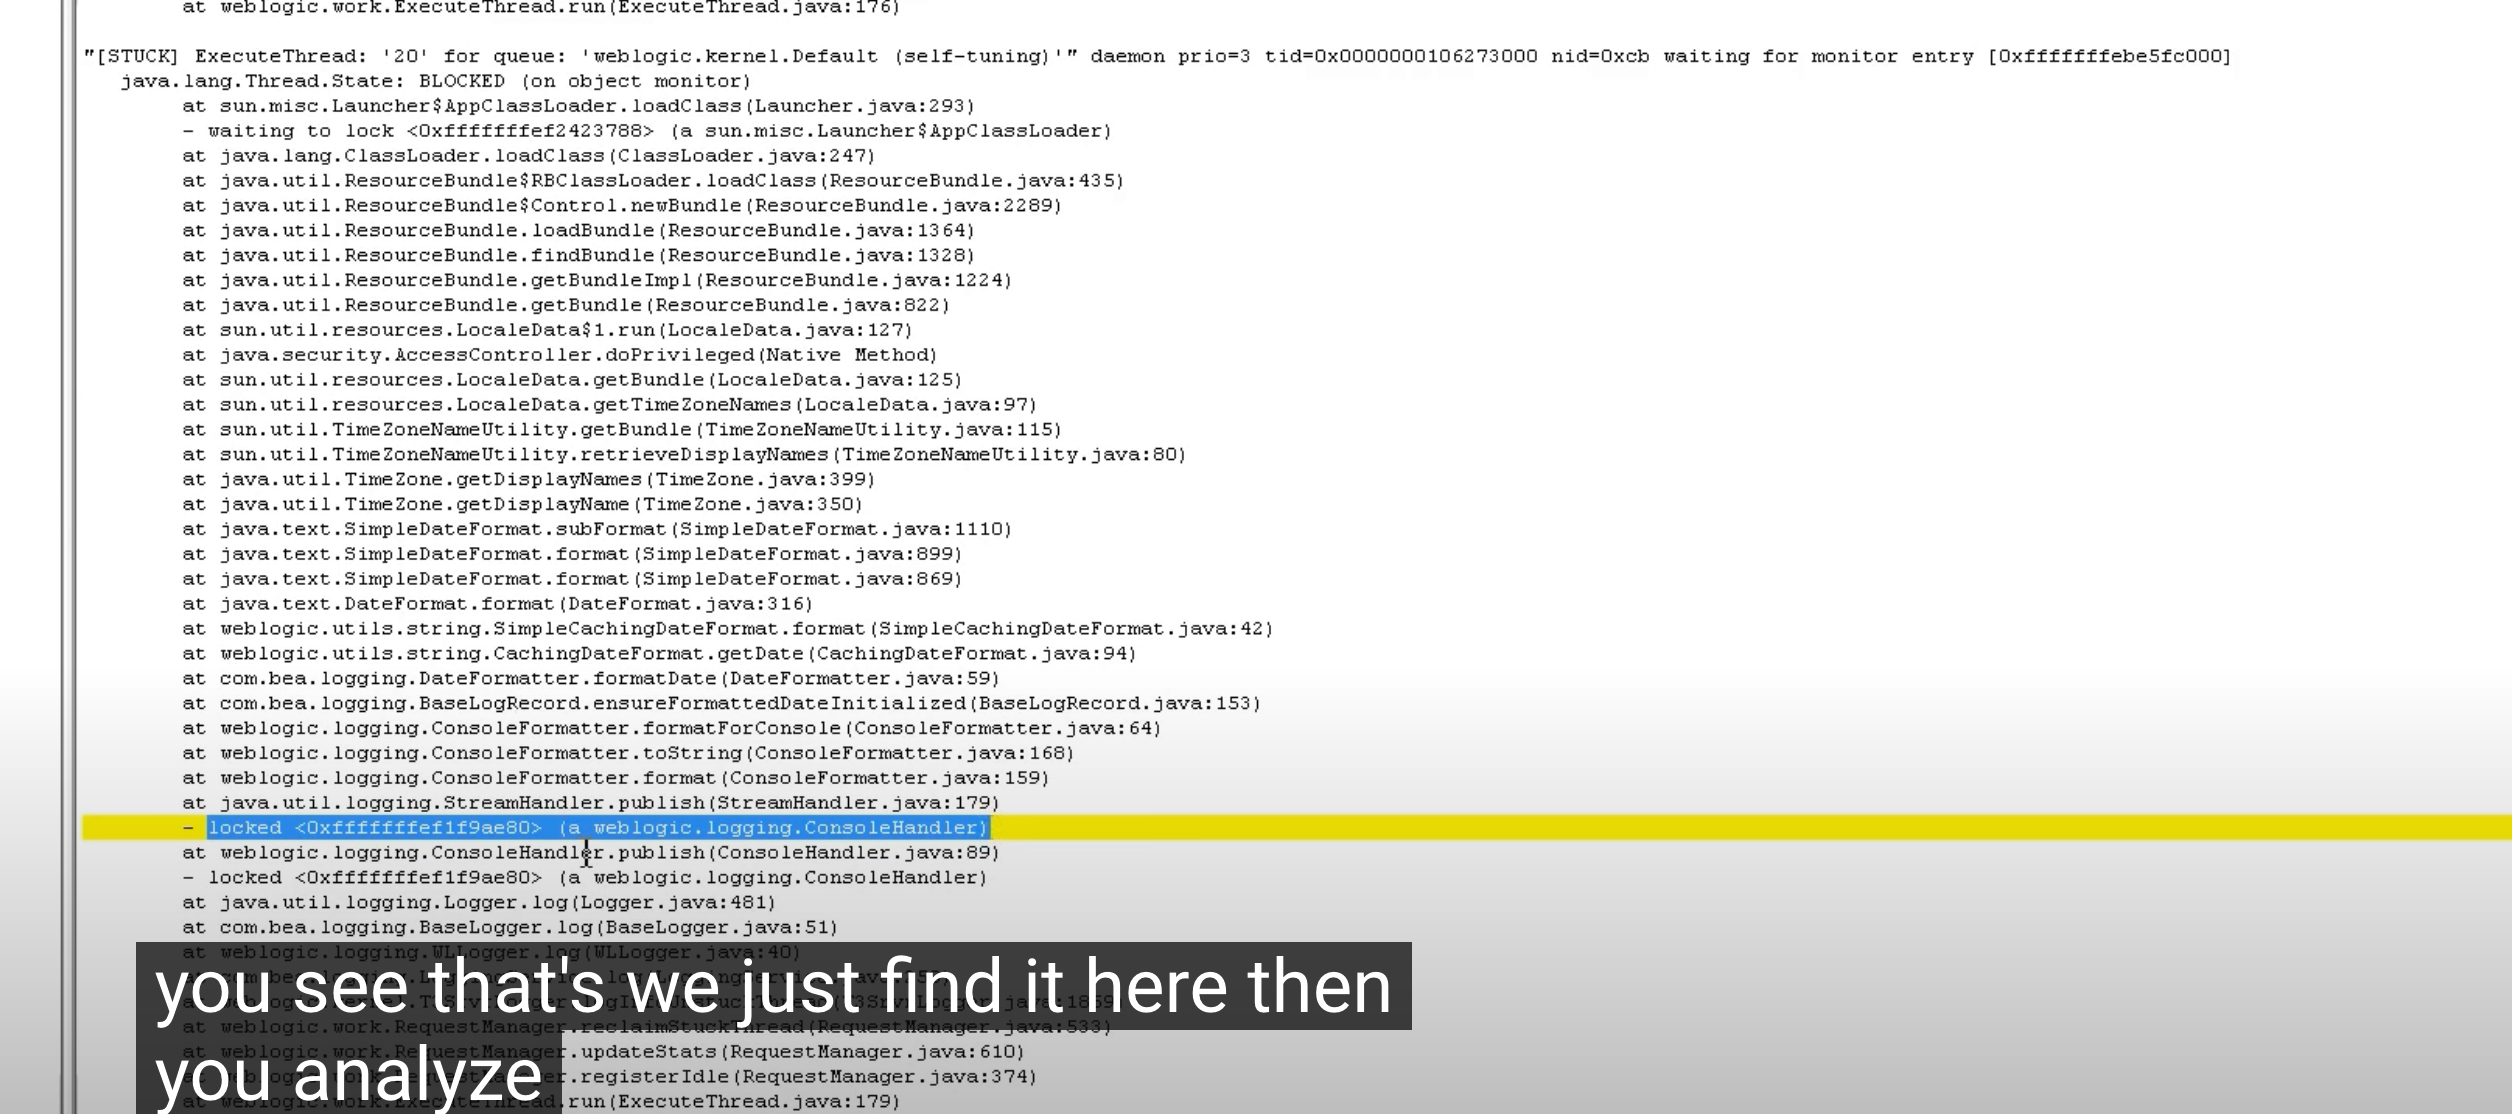 at weblogic.work.ExecuteThread.run(ExecuteThread.java:176)
"[STUCK] ExecuteThread: '20' for queue: 'weblogic.kernel.Default (self-tuning)'" daemon prio=3 tid=0x0000000106273000 nid=0xcb waiting for monitor entry [0xfffffffebe5fc000]
java.lang.Thread.State: BLOCKED (on object monitor)
at sun.misc.Launcher$AppClassLoader.loadClass(Launcher.java:293)
- waiting to lock <0xfffffffef2423788> (a sun.misc.Launcher$AppClassLoader)
at java.lang.ClassLoader.loadClass(ClassLoader.java:247)
at java.util.ResourceBundle$RBClassLoader.loadClass(ResourceBundle.java:435)
at java.util.ResourceBundle$Control.newBundle(ResourceBundle.java:2289)
at java.util.ResourceBundle.loadBundle(ResourceBundle.java:1364)
at java.util.ResourceBundle.findBundle(ResourceBundle.java:1328)
at java.util.ResourceBundle.getBundleImpl(ResourceBundle.java:1224)
at java.util.ResourceBundle.getBundle(ResourceBundle.java:822)
at sun.util.resources.LocaleData$1.run(LocaleData.java:127)
at java.security.AccessController.doPrivileged(Native Method)
at sun.util.resources.LocaleData.getBundle(LocaleData.java:125)
at sun.util.resources.LocaleData.getTimeZoneNames(LocaleData.java:97)
at sun.util.TimeZoneNameUtility.getBundle(TimeZoneNameUtility.java:115)
at sun.util.TimeZoneNameUtility.retrieveDisplayNames(TimeZoneNameUtility.java:80)
at java.util.TimeZone.getDisplayNames(TimeZone.java:399)
at java.util.TimeZone.getDisplayName(TimeZone.java:350)
at java.text.SimpleDateFormat.subFormat(SimpleDateFormat.java:1110)
at java.text.SimpleDateFormat.format(SimpleDateFormat.java:899)
at java.text.SimpleDateFormat.format(SimpleDateFormat.java:869)
at java.text.DateFormat.format(DateFormat.java:316)
at weblogic.utils.string.SimpleCachingDateFormat.format(SimpleCachingDateFormat.java:42)
at weblogic.utils.string.CachingDateFormat.getDate(CachingDateFormat.java:94)
at com.bea.logging.DateFormatter.formatDate(DateFormatter.java:59)
at com.bea.logging.BaseLogRecord.ensureFormattedDateInitialized(BaseLogRecord.java:153)
at weblogic.logging.ConsoleFormatter.formatForConsole(ConsoleFormatter.java:64)
at weblogic.logging.ConsoleFormatter.toString(ConsoleFormatter.java:168)
at weblogic.logging.ConsoleFormatter.format(ConsoleFormatter.java:159)
at java.util.logging.StreamHandler.publish(StreamHandler.java:179)
- locked <0xfffffffef1f9ae80> (a weblogic.logging.ConsoleHandler)
at weblogic.logging.ConsoleHandler.publish(ConsoleHandler.java:89)
- locked <0xfffffffef1f9ae80> (a weblogic.logging.ConsoleHandler)
at java.util.logging.Logger.log(Logger.java:481)
at com.bea.logging.BaseLogger.log(BaseLogger.java:51)
at weblogic.logging.WLLogger.log(WLLogger.java:40)
you see that's we just find it here then
at weblogic.work.RequestManager.reclaimStuckThread(RequestManager.java:533)
at weblogic.work.RequestManager.updateStats(RequestManager.java:610)
you analyze
.registerIdle(RequestManager.java:374)
at weblogic.work.ExecuteThread.run(ExecuteThread.java:179)